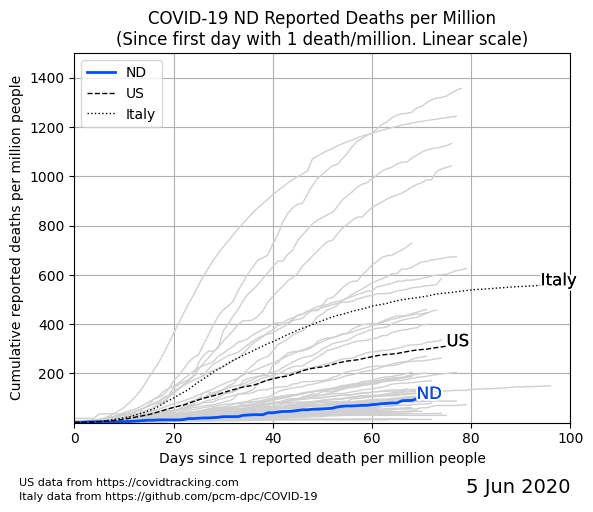 COVID-19 ND Reported Deaths per Million
(Since first day with 1 death/million. Linear scale)
Cumulative reported deaths per million people
1400
1200
1000
800
600
400
200
ND
US
Italy
Italy
US
ND
0
20
40
60
80
100
Days since 1 reported death per million people
US data from https://covidtracking.com
Italy data from https://github.com/pcm-dpc/COVID-19
5 Jun 2020